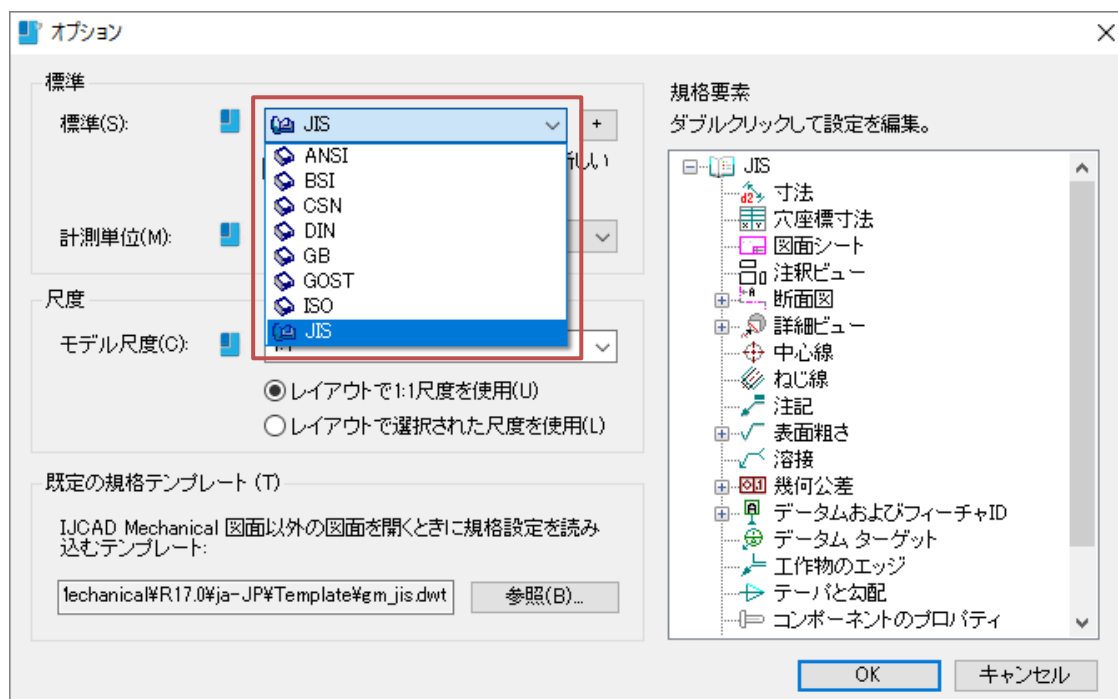 オプション
標準
標準(S):
JIS
+
ANSI
BSI
CSN
DIN
GB
GOST
ISO
JIS
計測単位(M):
尺度
モデル尺度(C):
1:1
レイアウトで1:1尺度を使用(U)
レイアウトで選択された尺度を使用(L)
既定の規格テンプレート (T)
IJCAD Mechanical 図面以外の図面を開くときに規格設定を読み
込むテンプレート:
echanical¥R17.0¥ja-JP¥Template¥gm_jis.dwt
参照(B)...
規格要素
ダブルクリックして設定を編集。
JIS
寸法
穴座標寸法
図面シート
注釈ビュー
断面図
詳細ビュー
中心線
ねじ線
注記
表面粗さ
溶接
幾何公差
データムおよびフィーチャID
データム ターゲット
工作物のエッジ
テーパと勾配
コンポーネントのプロパティ
OK
キャンセル